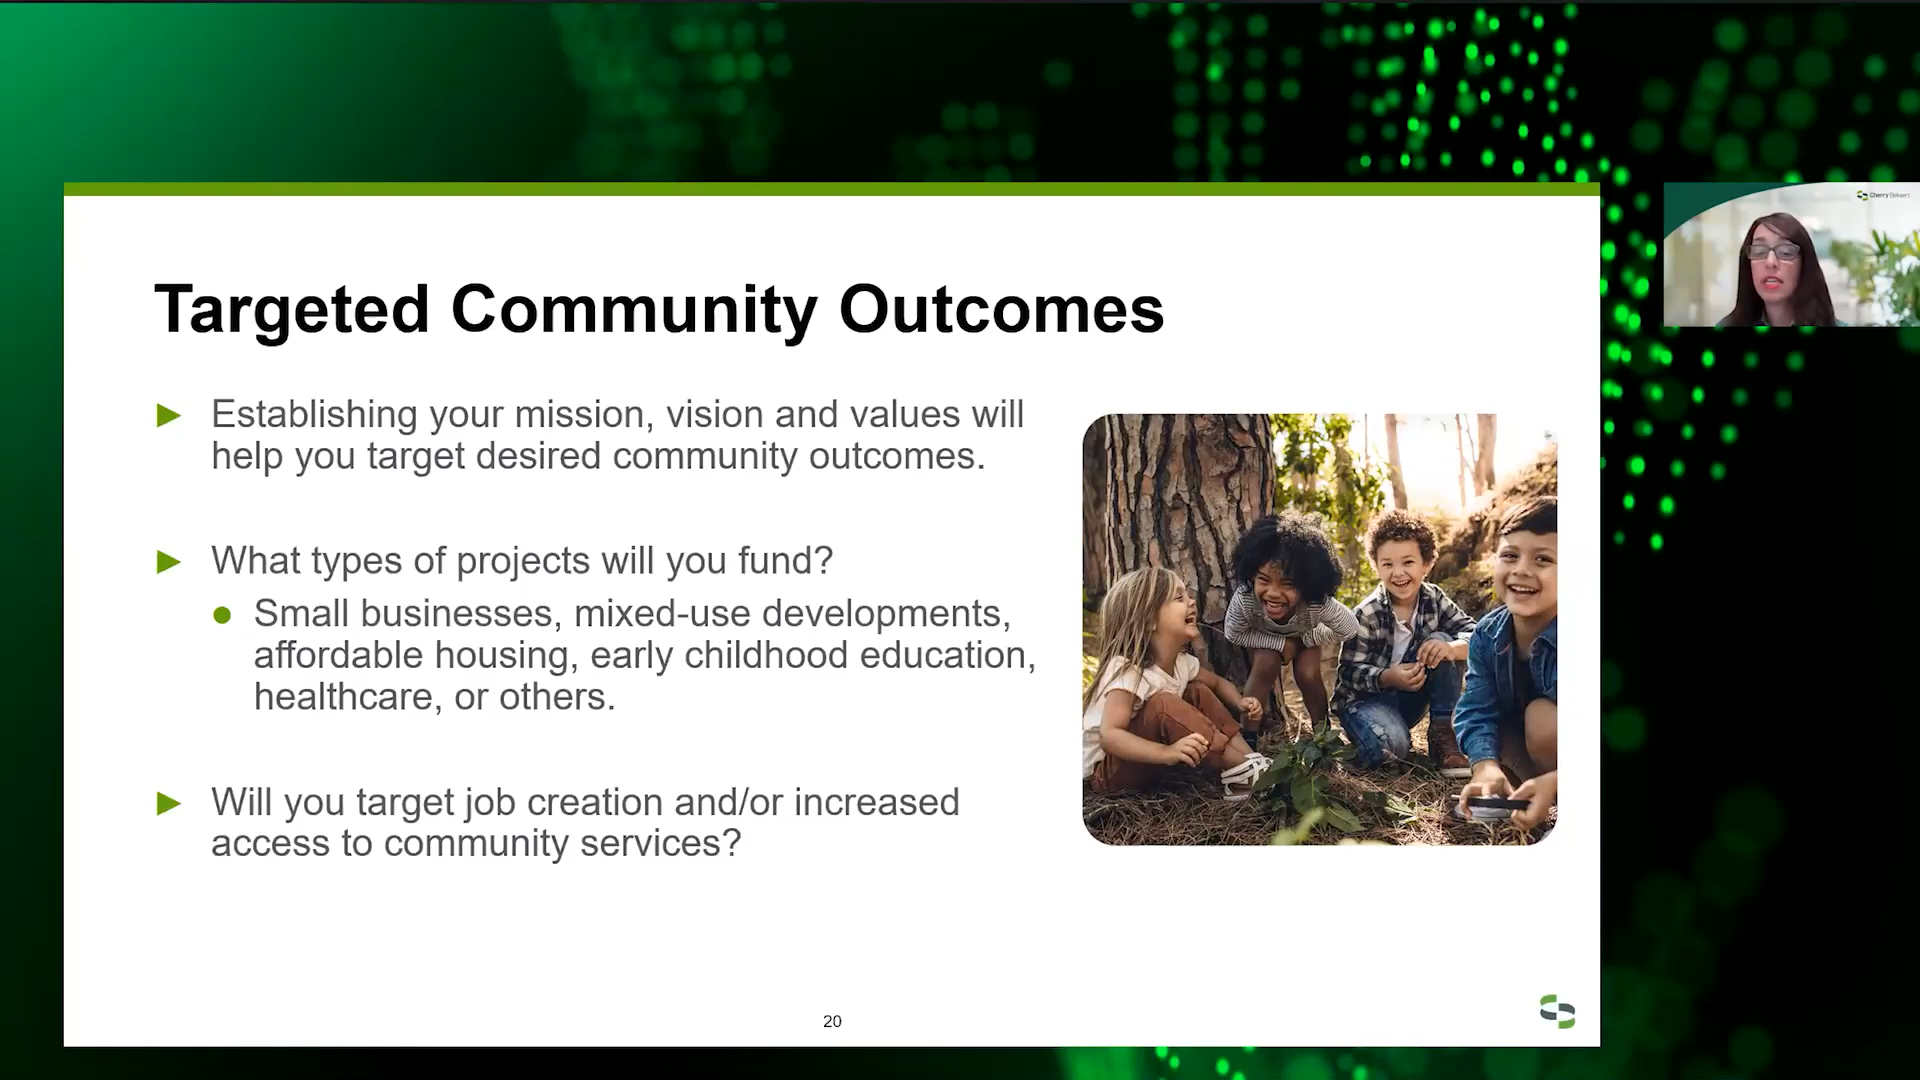 Cherry Bekaert
Targeted Community Outcomes
► Establishing your mission, vision and values will
help you target desired community outcomes.
► What types of projects will you fund?
● Small businesses, mixed-use developments,
affordable housing, early childhood education,
healthcare, or others.
► Will you target job creation and/or increased
access to community services?
20